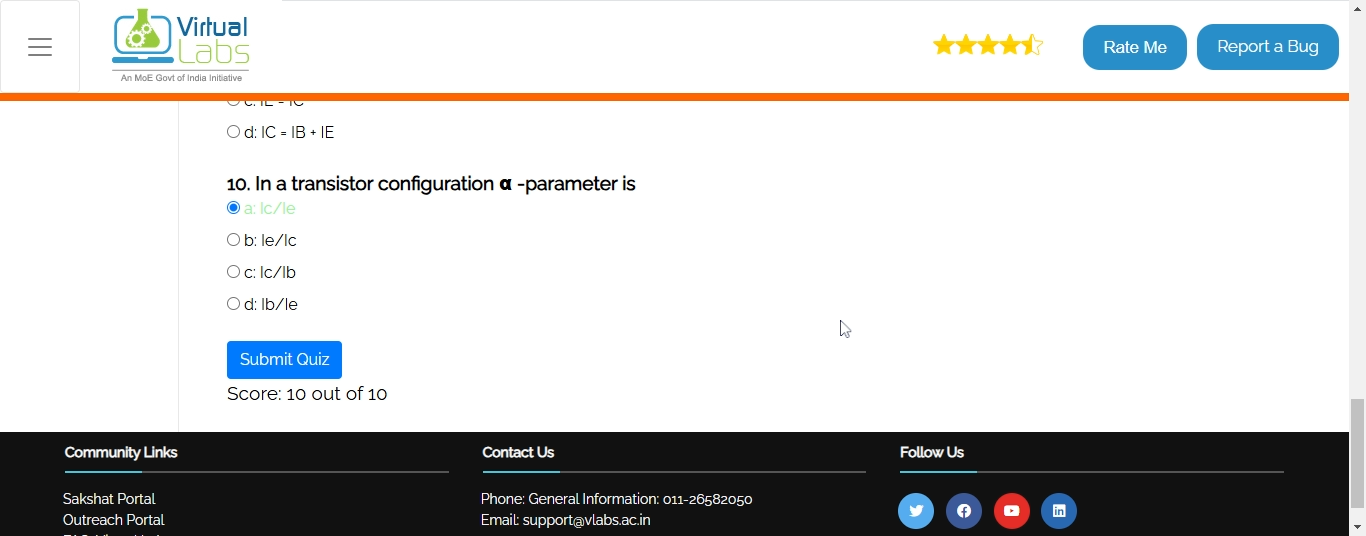 Virtual
Labs
An MoE Govt of India Initiative
Rate Me
Report a Bug
c: IE - IC
d: IC = IB + IE
10. In a transistor configuration α -parameter is
a: Ic/Ie
b: Ie/Ic
c: Ic/Ib
d: Ib/Ie
Submit Quiz
Score: 10 out of 10
Community Links
Sakshat Portal
Outreach Portal
Contact Us
Phone: General Information: 011-26582050
Email: support@vlabs.ac.in
Follow Us